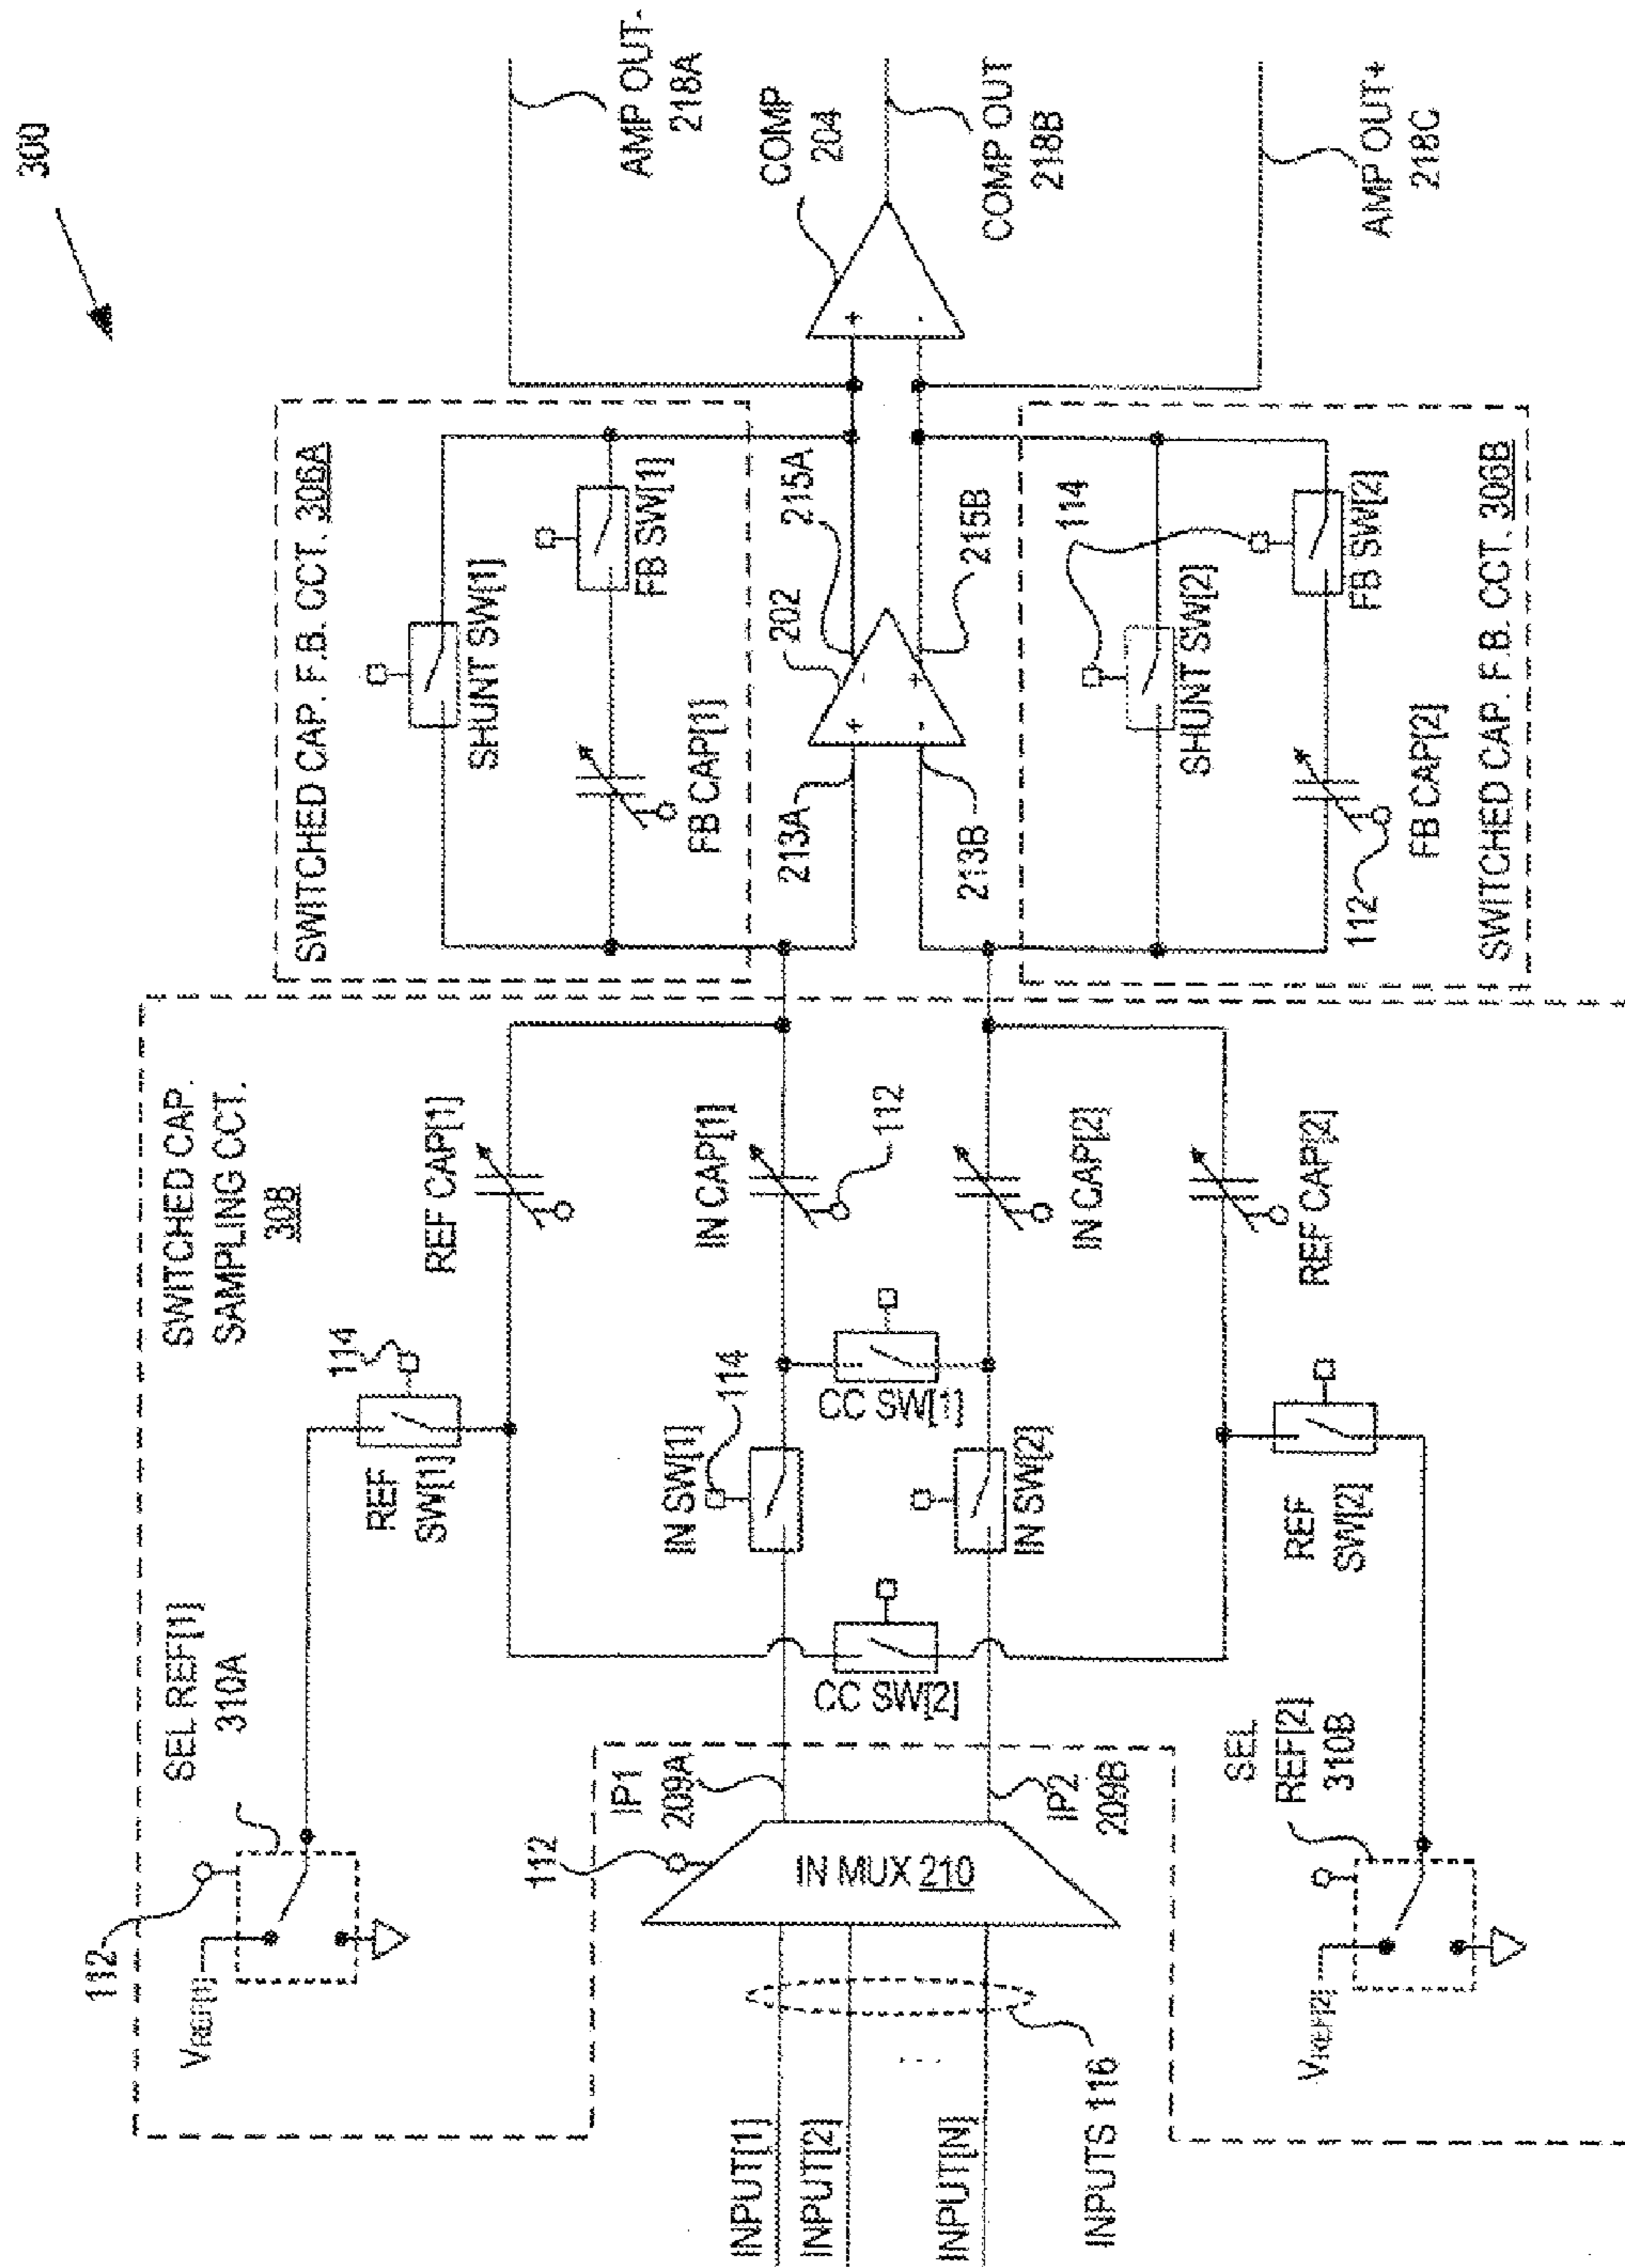 300
SWITCHED CAP.
SAMPLING CCT.
308
SEL REF[1]
310A
112
VREF[1]
REF
SW[1]
114
REF CAP[1]
SWITCHED CAP. F.B. CCT. 306A
SHUNT SW[1]
FB SW[1]
FB CAP[1]
AMP OUT-
218A
INPUT[1]
INPUT[2]
INPUT[N]
. . .
INPUTS 116
112
IN MUX 210
IP1
209A
IP2
209B
CC SW[2]
IN SW[1]
114
IN SW[2]
CC SW[1]
IN CAP[1]
112
IN CAP[2]
213A
213B
202
+
-
-
+
215A
215B
COMP
204
+
-
COMP OUT
218B
SEL
REF[2]
310B
VREF[2]
REF
SW[2]
REF CAP[2]
SHUNT SW[2]
114
FB SW[2]
112
FB CAP[2]
SWITCHED CAP. F.B. CCT. 306B
AMP OUT+
218C